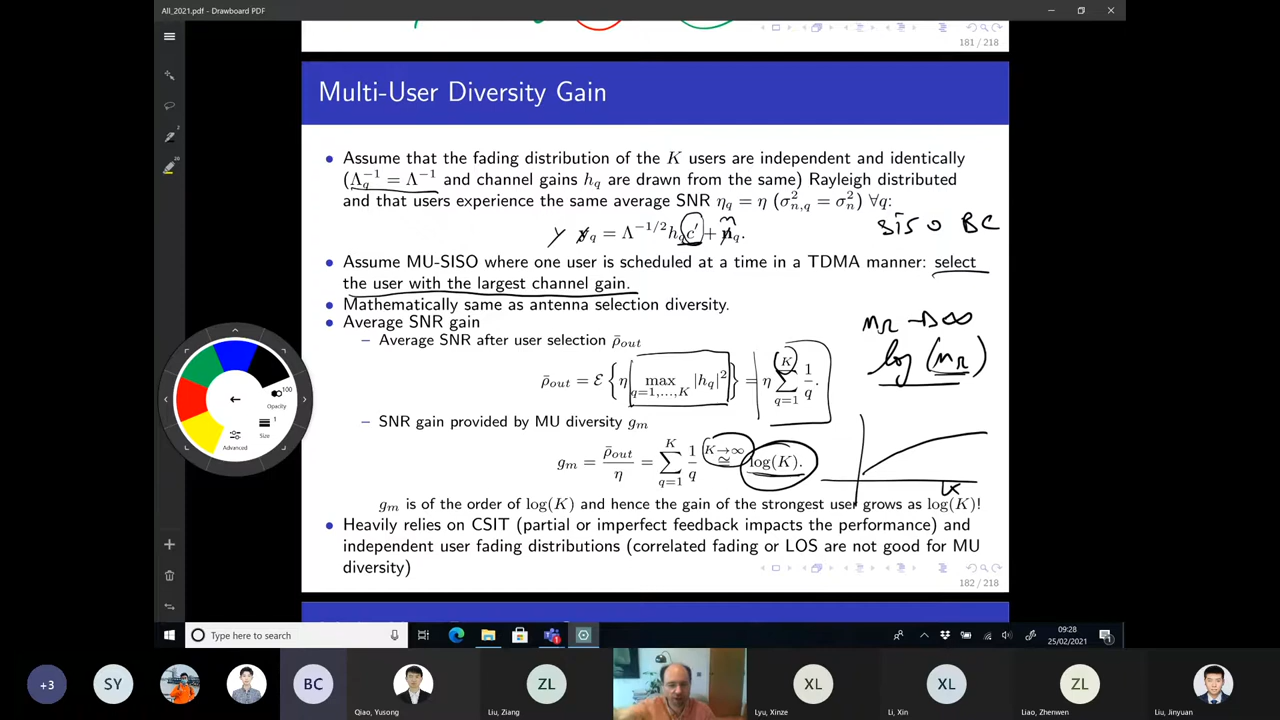 All_2021.pdf - Drawboard PDF
181 / 218
Multi-User Diversity Gain
• Assume that the fading distribution of the K users are independent and identically
(Λ_q^{-1} = Λ^{-1} and channel gains h_q are drawn from the same) Rayleigh distributed
and that users experience the same average SNR η_q = η (σ²_{n,q} = σ²_n) ∀q:
SISO BC
y_q = Λ^{-1/2} h_q c' + n_q.
• Assume MU-SISO where one user is scheduled at a time in a TDMA manner: select
the user with the largest channel gain.
• Mathematically same as antenna selection diversity.
• Average SNR gain
– Average SNR after user selection ρ̄_out
n_R → ∞
log (n_R)
ρ̄_out = ℰ { η max_{q=1,...,K} |h_q|² } = η ∑_{q=1}^{K} 1/q.
– SNR gain provided by MU diversity g_m
g_m = ρ̄_out / η = ∑_{q=1}^{K} 1/q ≃^{K→∞} log(K).
K
g_m is of the order of log(K) and hence the gain of the strongest user grows as log(K)!
• Heavily relies on CSIT (partial or imperfect feedback impacts the performance) and
independent user fading distributions (correlated fading or LOS are not good for MU
diversity)
182 / 218
2
20
100
Opacity
1
Size
Advanced
Type here to search
09:28
25/02/2021
1
+3
SY
BC
ZL
XL
XL
ZL
Qiao, Yusong
Liu, Ziang
Lyu, Xinze
Li, Xin
Liao, Zhenwen
Liu, Jinyuan